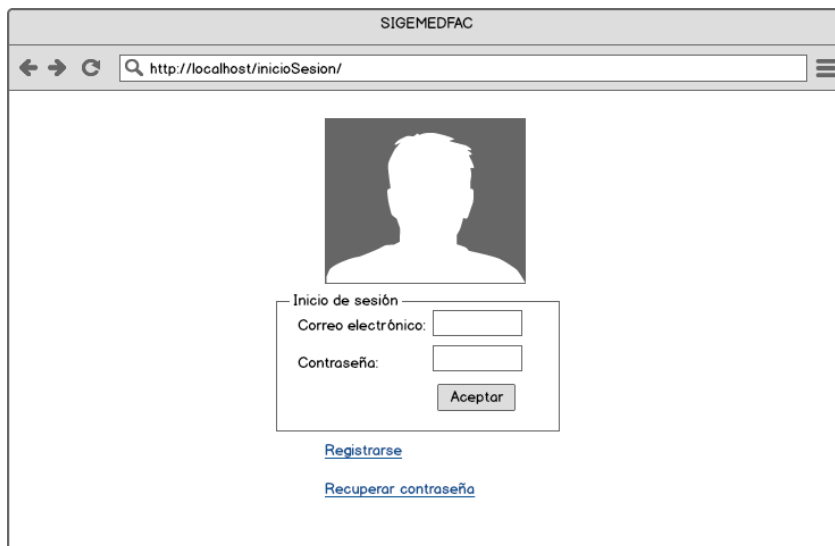 SIGEMEDFAC
http://localhost/inicioSesion/
Inicio de sesión
Correo electrónico:
Contraseña:
Aceptar
Registrarse
Recuperar contraseña